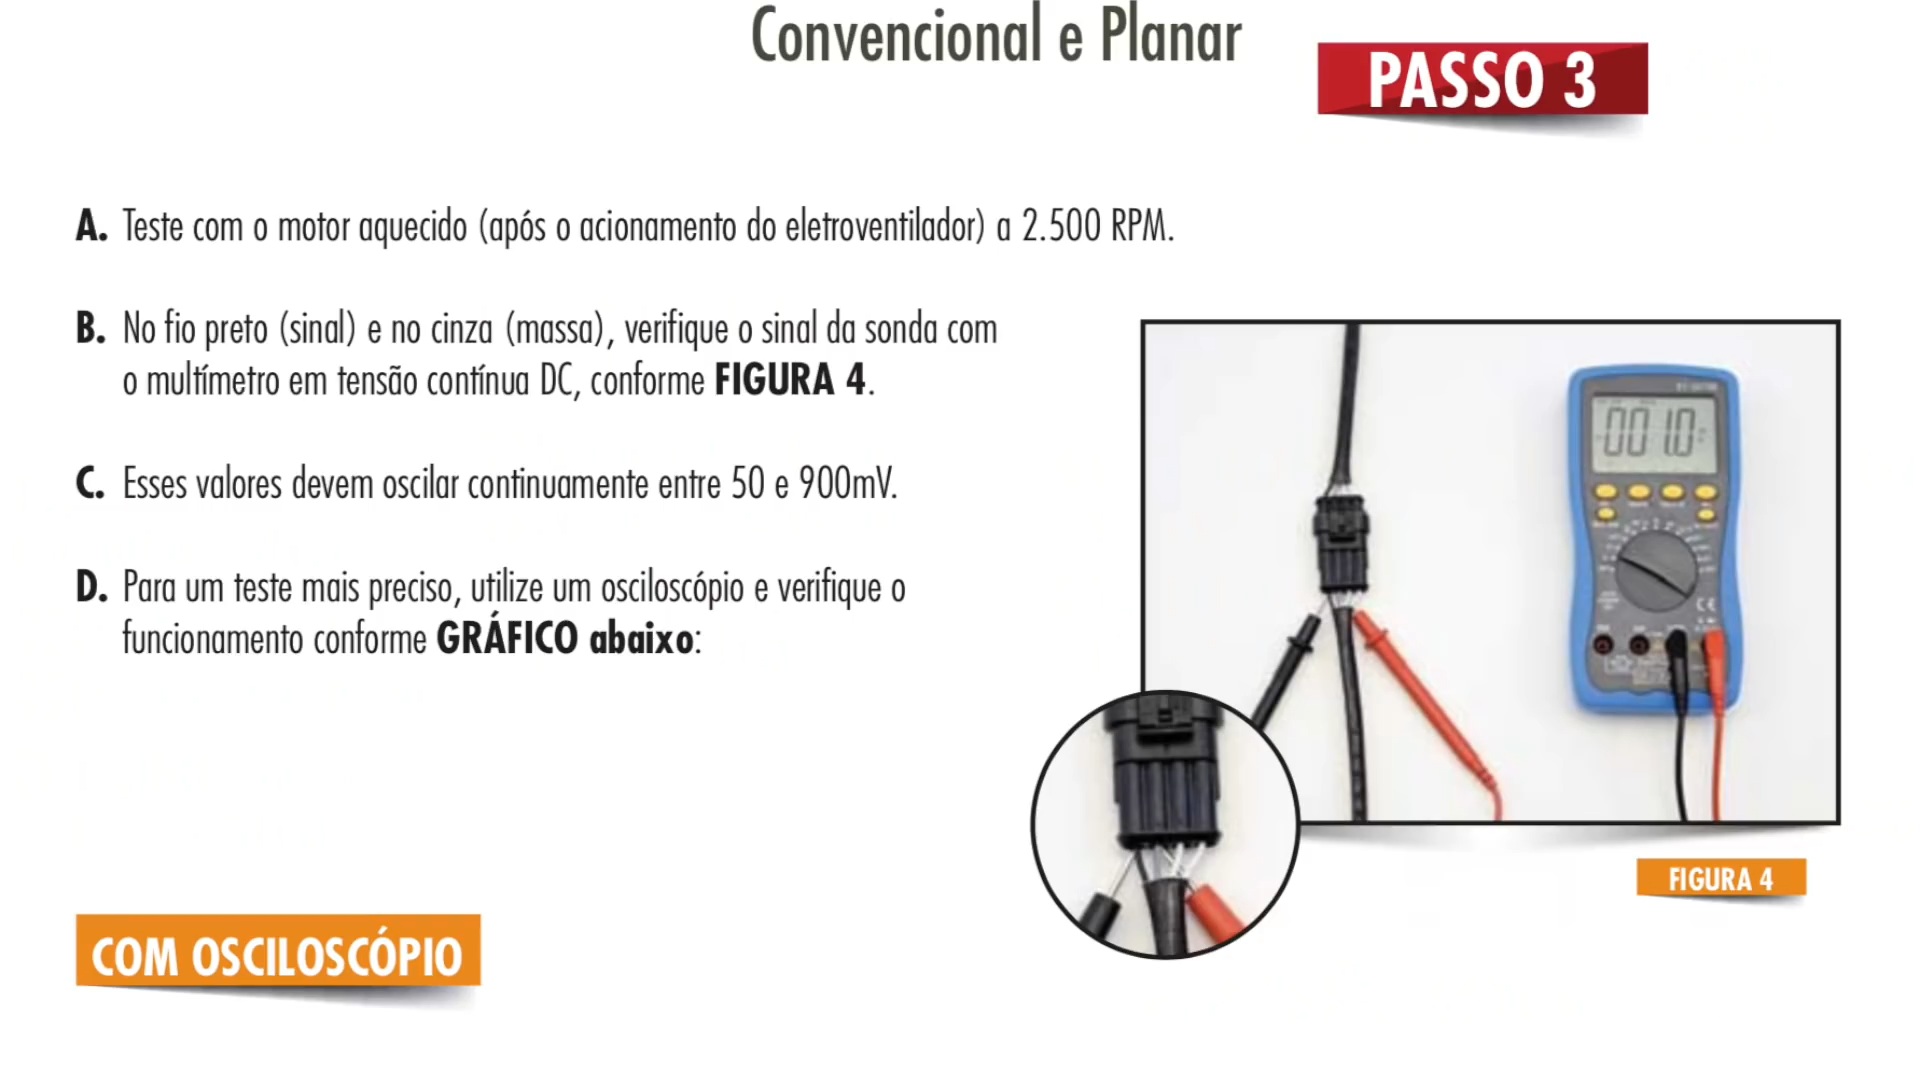 Convencional e Planar
PASSO 3
A. Teste com o motor aquecido (após o acionamento do eletroventilador) a 2.500 RPM.
B. No fio preto (sinal) e no cinza (massa), verifique o sinal da sonda com
o multímetro em tensão contínua DC, conforme FIGURA 4.
C. Esses valores devem oscilar continuamente entre 50 e 900mV.
D. Para um teste mais preciso, utilize um osciloscópio e verifique o
funcionamento conforme GRÁFICO abaixo:
001.0
CE
FIGURA 4
COM OSCILOSCÓPIO